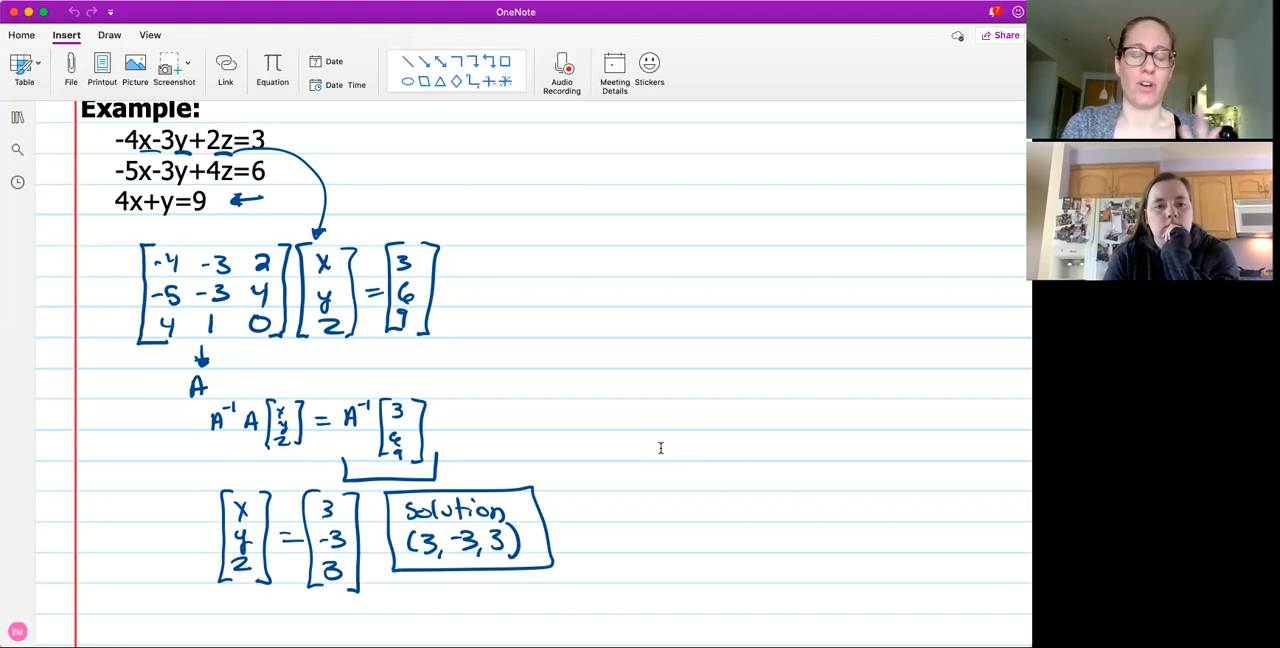 OneNote
7
Home Insert Draw View
Share
Table
File
Printout
Picture
Screenshot
Link
Equation
Date
Date Time
Audio Recording
Meeting Details
Stickers
Example:
-4x-3y+2z=3
-5x-3y+4z=6
4x+y=9
-4 -3 2 x 3
-5 -3 4 y = 6
4 1 0 z 9
A
A⁻¹ A [x y z] = A⁻¹ [3 6 9]
x 3
y = -3
z 3
Solution
(3, -3, 3)
EM